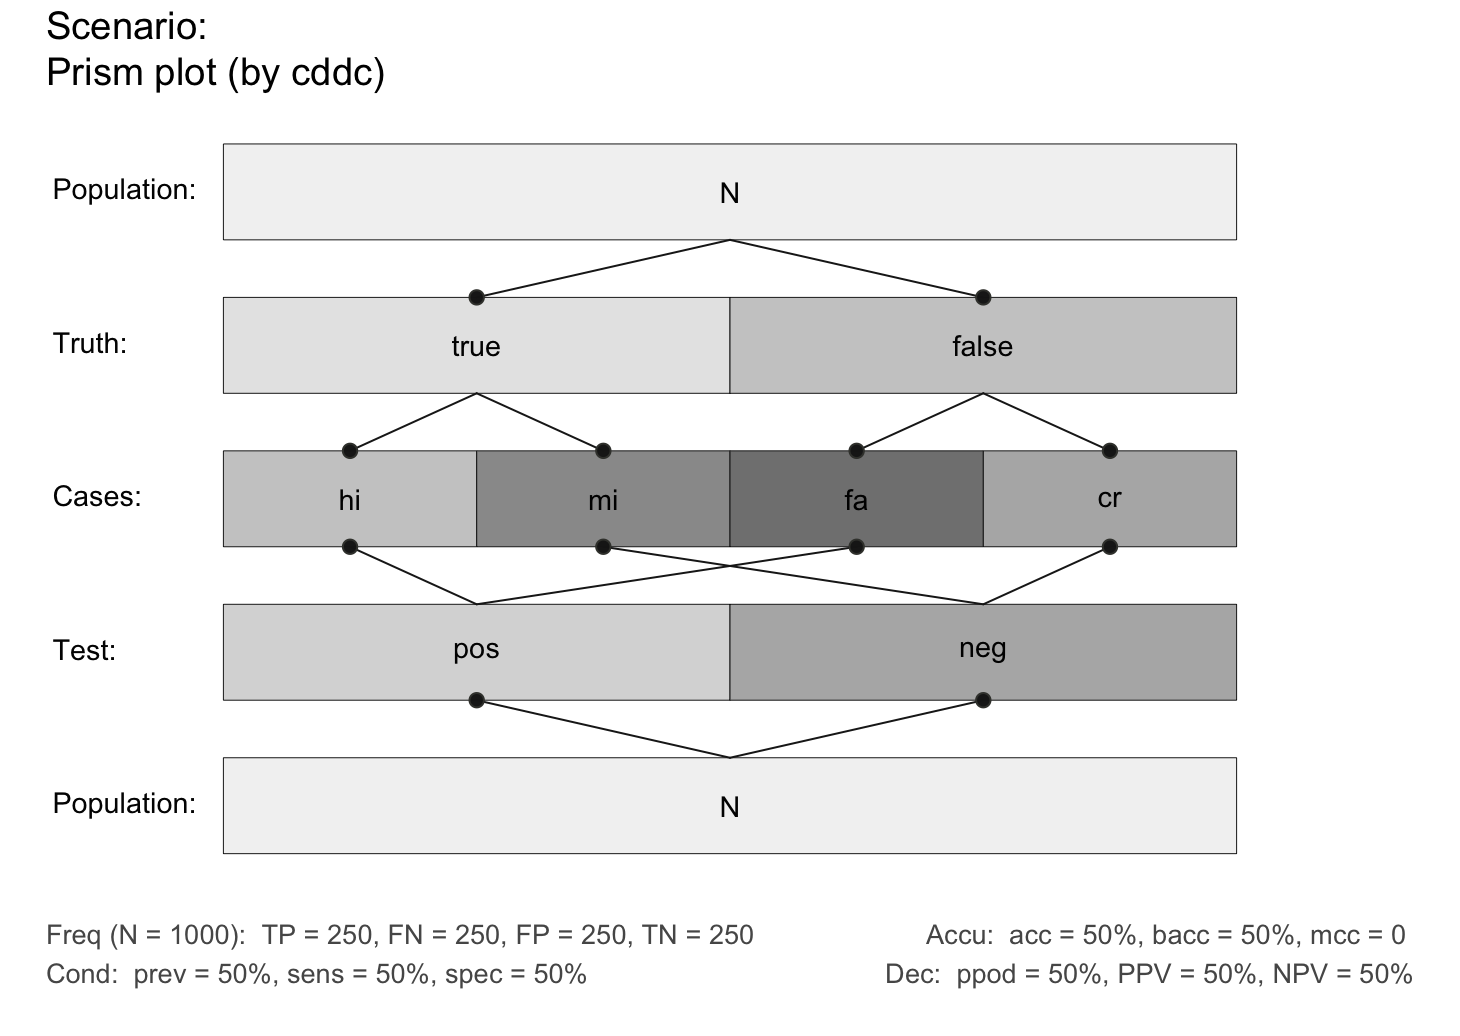 Scenario:
Prism plot (by cddc)
Population:
N
Truth:
true
false
Cases:
hi
mi
fa
cr
Test:
pos
neg
Population:
N
Freq (N = 1000):  TP = 250, FN = 250, FP = 250, TN = 250
Accu:  acc = 50%, bacc = 50%, mcc = 0
Cond:  prev = 50%, sens = 50%, spec = 50%
Dec:  ppod = 50%, PPV = 50%, NPV = 50%